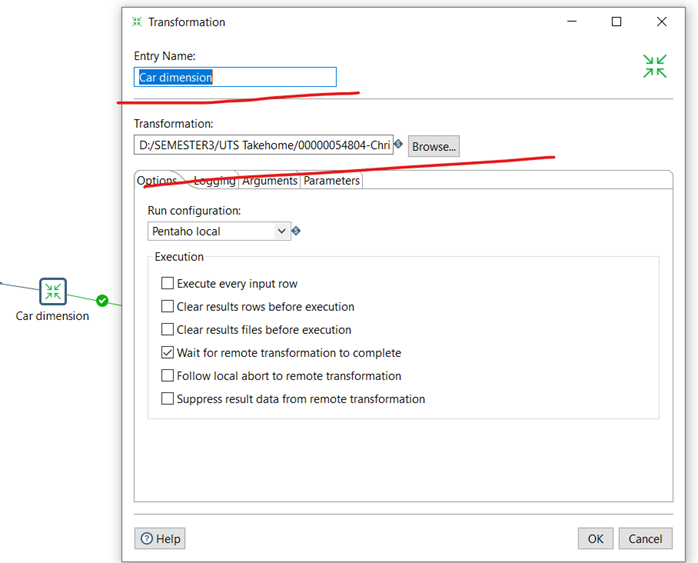 Transformation
Entry Name:
Car dimension
Transformation:
D:/SEMESTER3/UTS Takehome/00000054804-Chri
Browse...
Options Logging Arguments Parameters
Run configuration:
Pentaho local
Execution
Execute every input row
Clear results rows before execution
Clear results files before execution
Wait for remote transformation to complete
Follow local abort to remote transformation
Suppress result data from remote transformation
Car dimension
Help
OK
Cancel